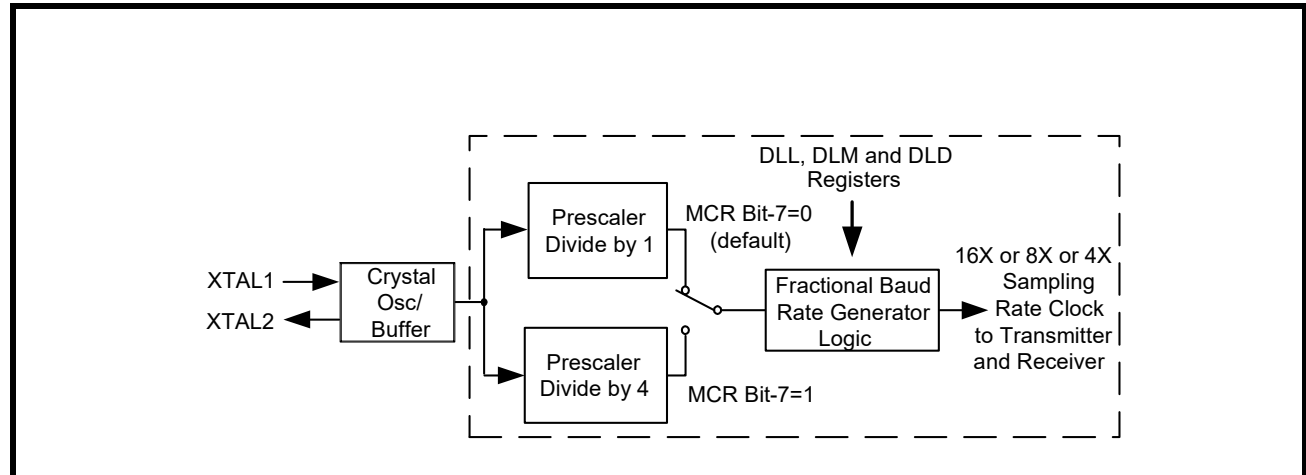 DLL, DLM and DLD
Registers
Prescaler
Divide by 1
MCR Bit-7=0
(default)
16X or 8X or 4X
Sampling
Rate Clock
to Transmitter
and Receiver
XTAL1
XTAL2
Crystal
Osc/
Buffer
Fractional Baud
Rate Generator
Logic
Prescaler
Divide by 4
MCR Bit-7=1